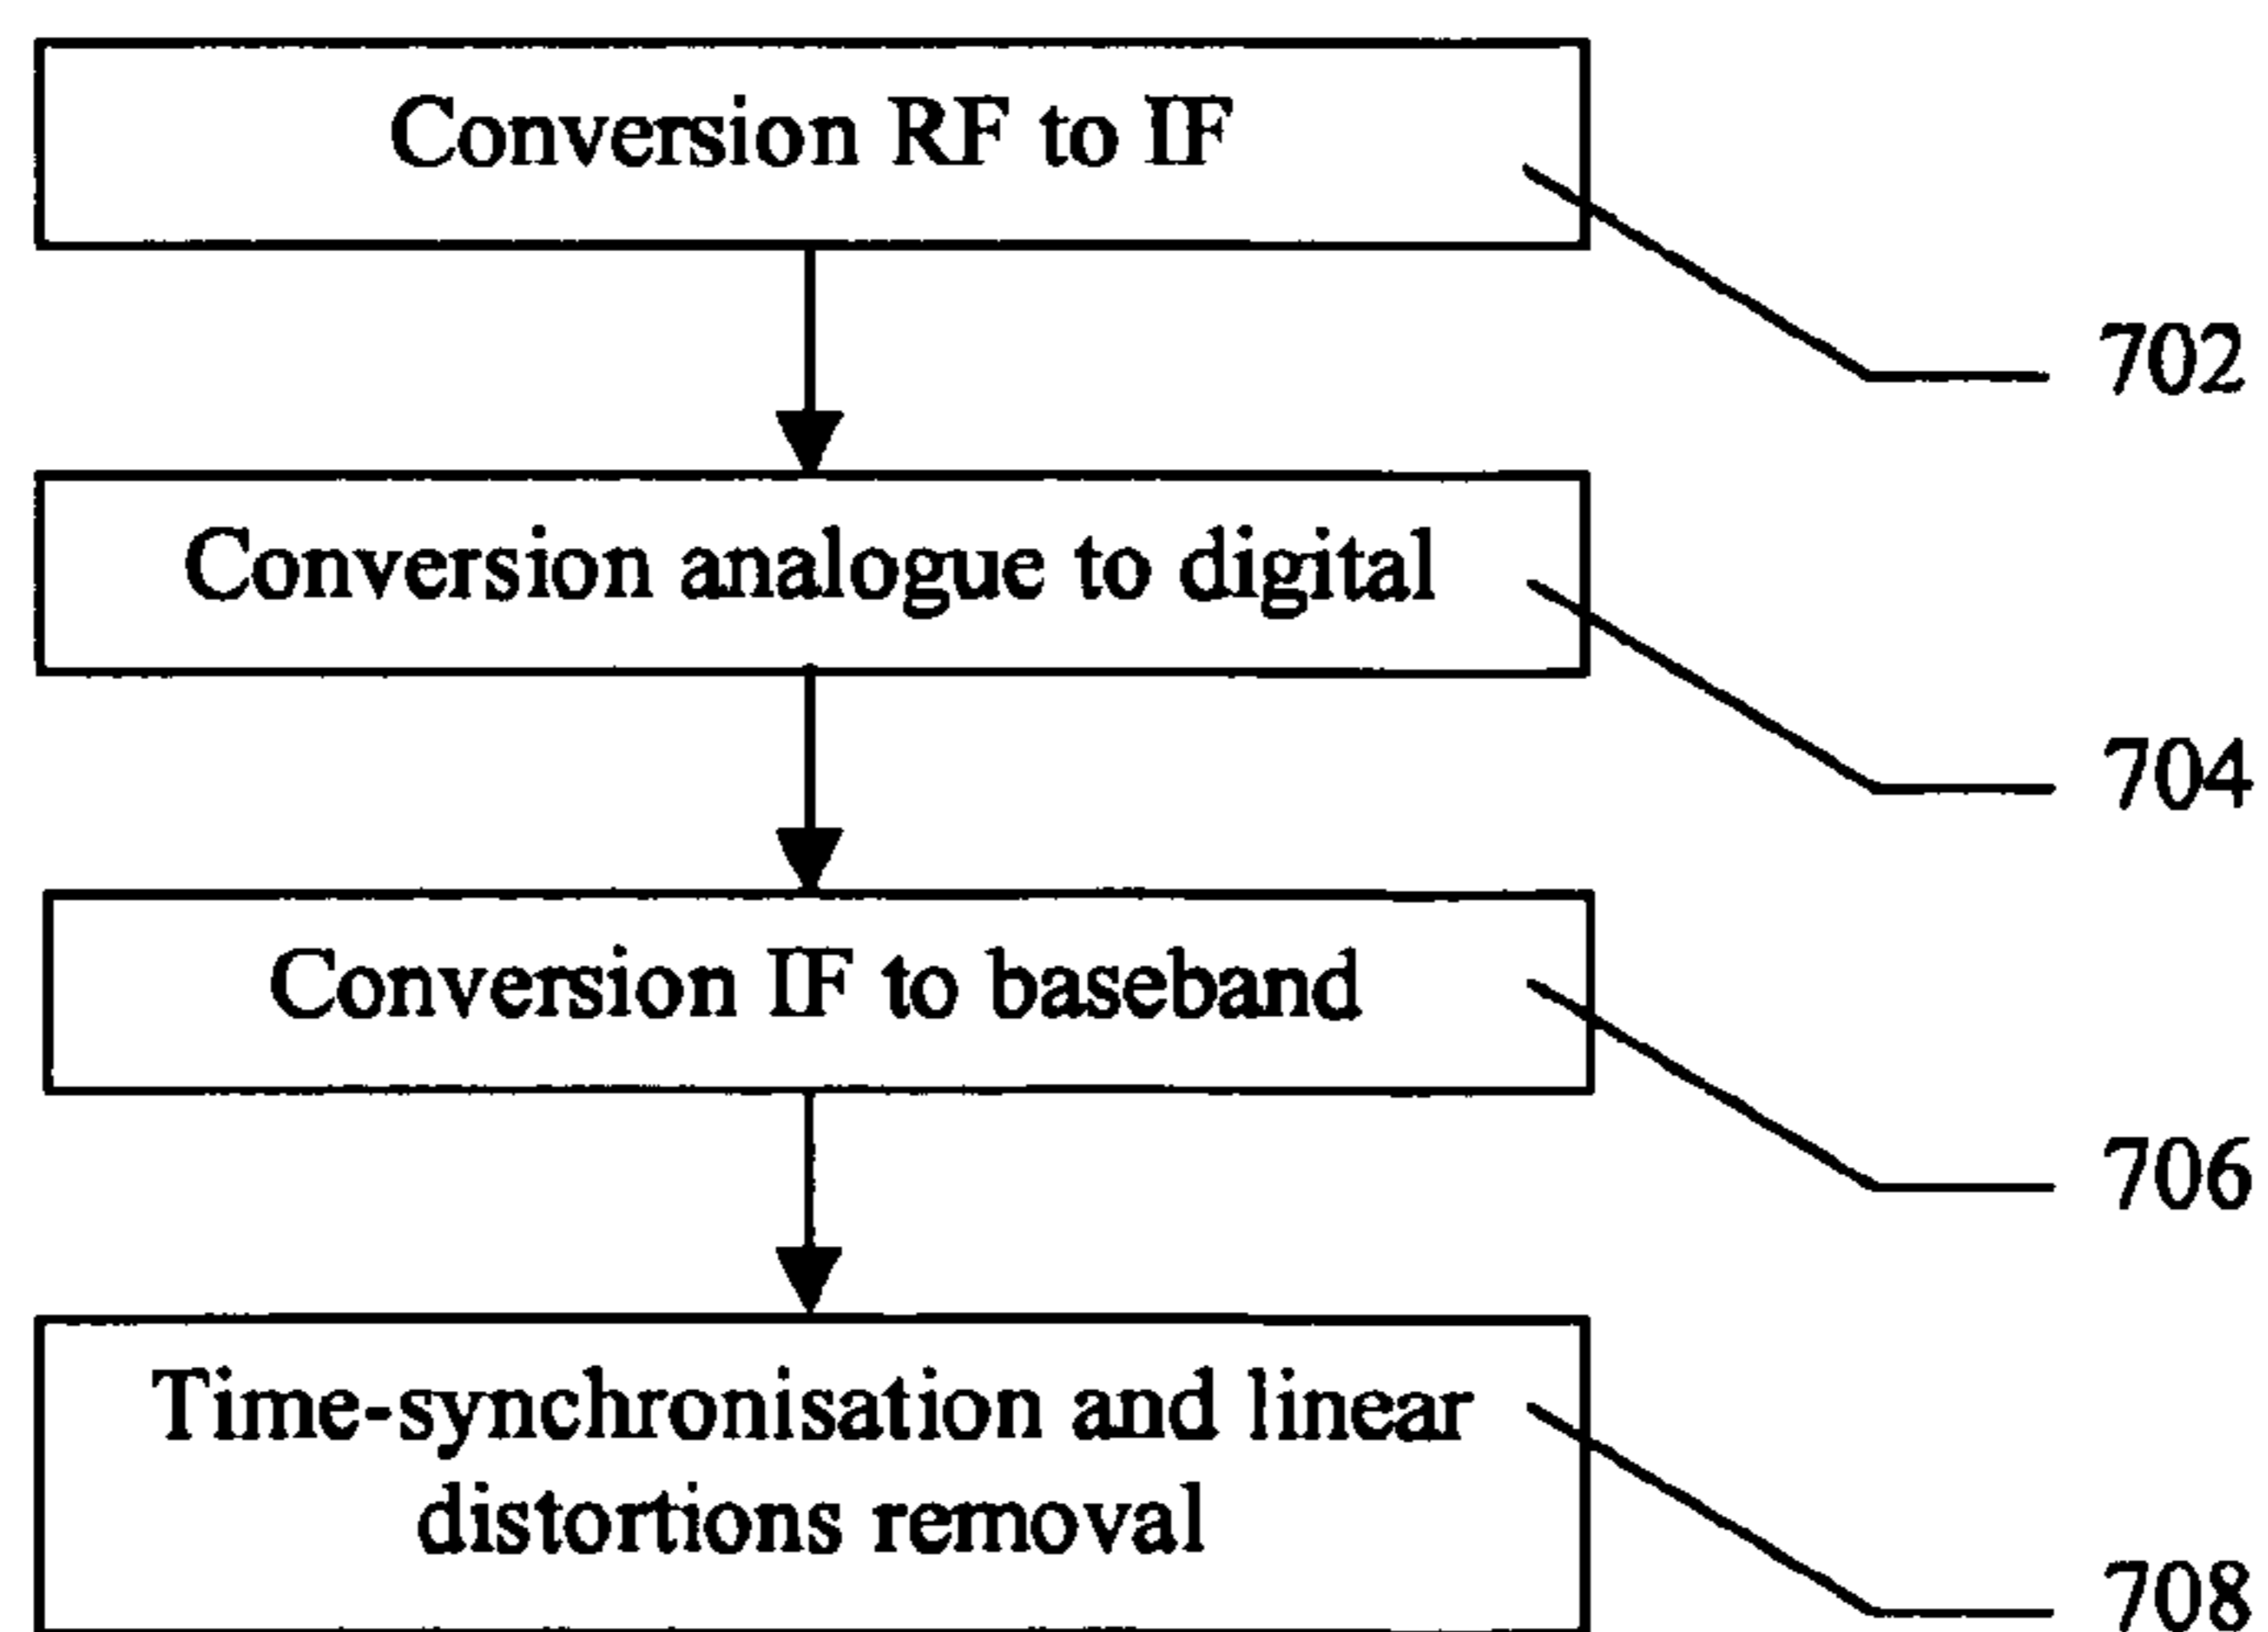 Conversion RF to IF
702
Conversion analogue to digital
704
Conversion IF to baseband
706
Time-synchronisation and linear
distortions removal
708